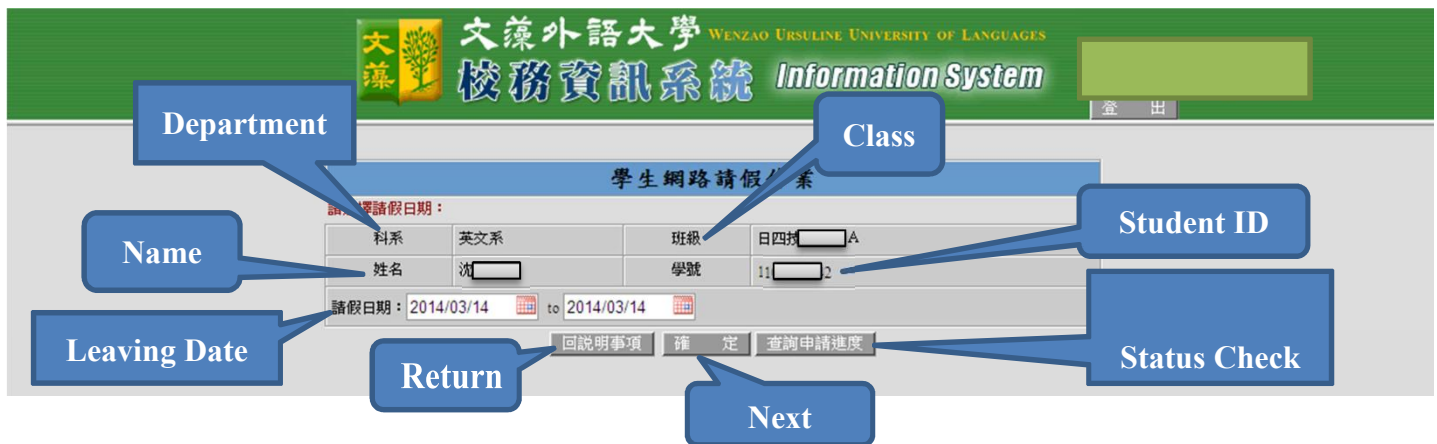 文藻
文藻外語大學 WENZAO URSULINE UNIVERSITY OF LANGUAGES
校務資訊系統 Information System
登 出
Department
Class
學生網路請假
業
請假日期：
Student ID
科系 英文系 班級 日四技 A
Name
姓名 沈 學號 11 2
請假日期：2014/03/14 to 2014/03/14
Leaving Date
回說明事項 確 定 查詢申請進度
Return
Status Check
Next